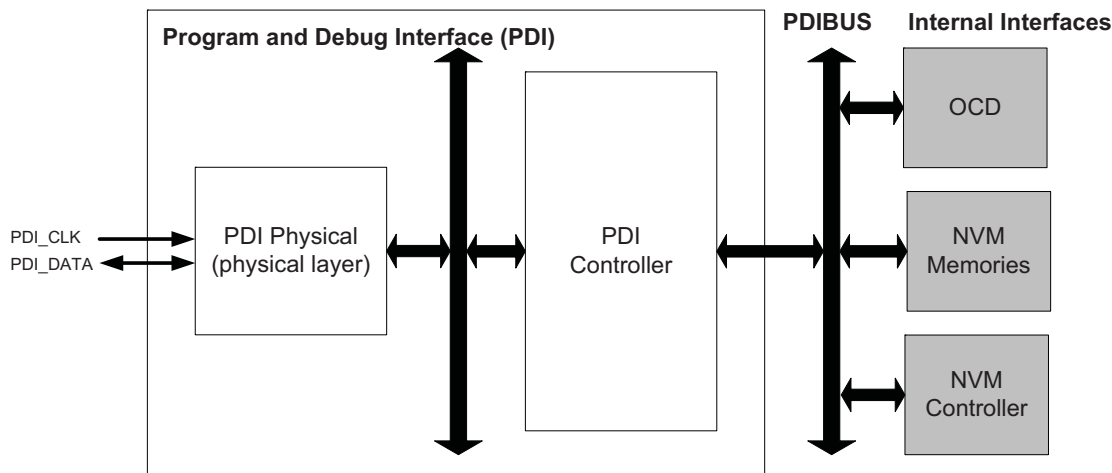 Program and Debug Interface (PDI)
PDIBUS
Internal Interfaces
OCD
PDI_CLK
PDI_DATA
PDI Physical
(physical layer)
PDI
Controller
NVM
Memories
NVM
Controller